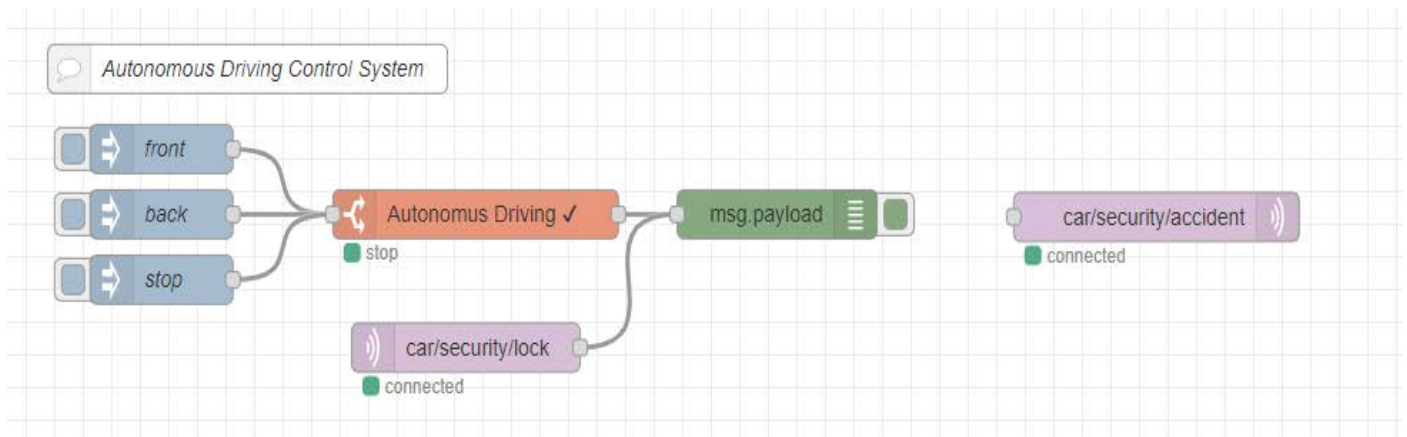 Autonomous Driving Control System
front
back
stop
Autonomus Driving ✓
stop
msg.payload
car/security/accident
connected
car/security/lock
connected